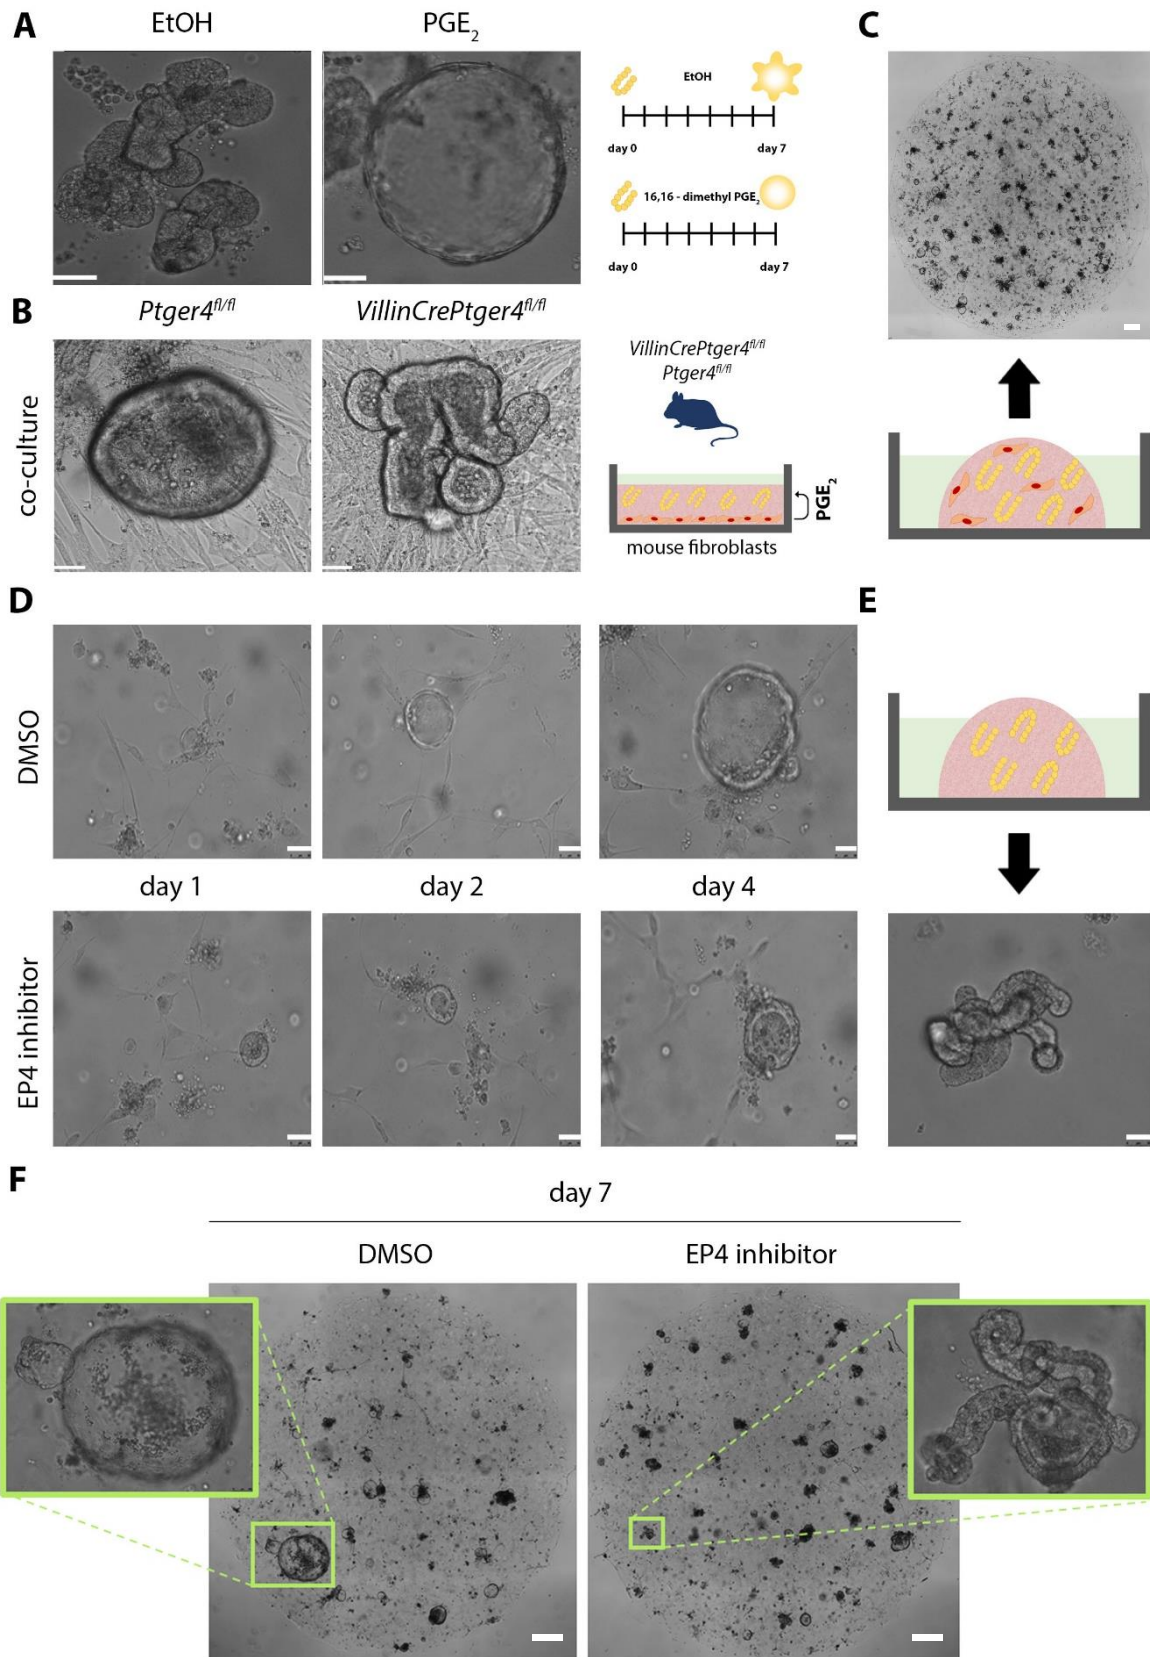 A
EtOH
PGE2
EtOH
day 0
day 7
16,16 - dimethyl PGE2
day 0
day 7
C
B
Ptger4fl/fl
VillinCrePtger4fl/fl
co-culture
VillinCrePtger4fl/fl
Ptger4fl/fl
PGE2
mouse fibroblasts
D
E
DMSO
day 1
day 2
day 4
EP4 inhibitor
F
day 7
DMSO
EP4 inhibitor